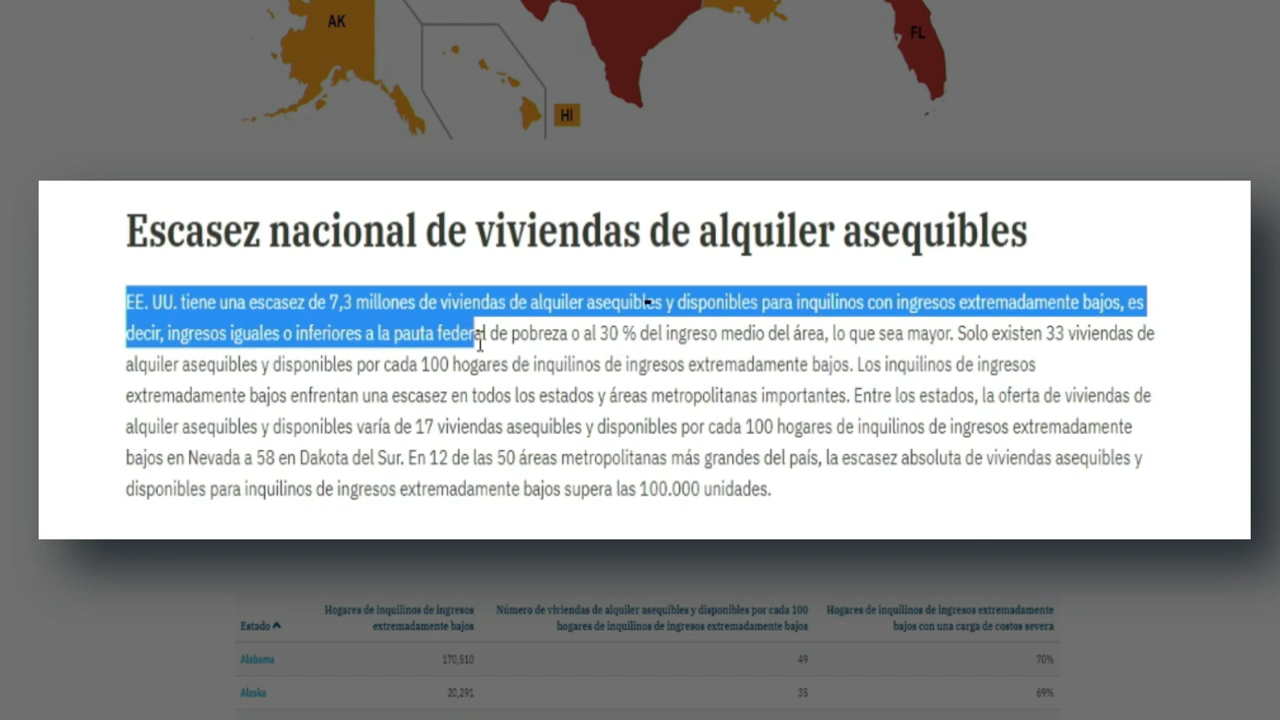 AK
FL
HI
Escasez nacional de viviendas de alquiler asequibles
EE. UU. tiene una escasez de 7,3 millones de viviendas de alquiler asequibles y disponibles para inquilinos con ingresos extremadamente bajos, es
decir, ingresos iguales o inferiores a la pauta federal de pobreza o al 30 % del ingreso medio del área, lo que sea mayor. Solo existen 33 viviendas de
alquiler asequibles y disponibles por cada 100 hogares de inquilinos de ingresos extremadamente bajos. Los inquilinos de ingresos
extremadamente bajos enfrentan una escasez en todos los estados y áreas metropolitanas importantes. Entre los estados, la oferta de viviendas de
alquiler asequibles y disponibles varía de 17 viviendas asequibles y disponibles por cada 100 hogares de inquilinos de ingresos extremadamente
bajos en Nevada a 58 en Dakota del Sur. En 12 de las 50 áreas metropolitanas más grandes del país, la escasez absoluta de viviendas asequibles y
disponibles para inquilinos de ingresos extremadamente bajos supera las 100.000 unidades.
Hogares de inquilinos de ingresos Número de viviendas de alquiler asequibles y disponibles por cada 100 Hogares de inquilinos de ingresos extremadamente
Estado extremadamente bajos hogares de inquilinos de ingresos extremadamente bajos bajos con una carga de costos severa
Alabama 170,510 49 70%
Alaska 20,291 35 69%